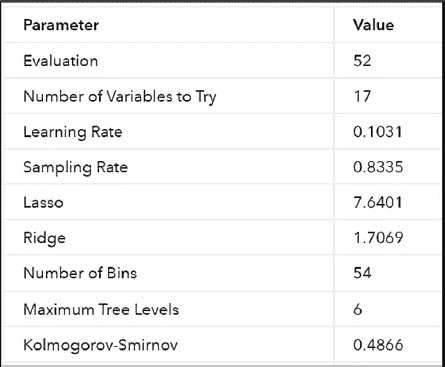 Parameter Value
Evaluation 52
Number of Variables to Try 17
Learning Rate 0.1031
Sampling Rate 0.8335
Lasso 7.6401
Ridge 1.7069
Number of Bins 54
Maximum Tree Levels 6
Kolmogorov-Smirnov 0.4866